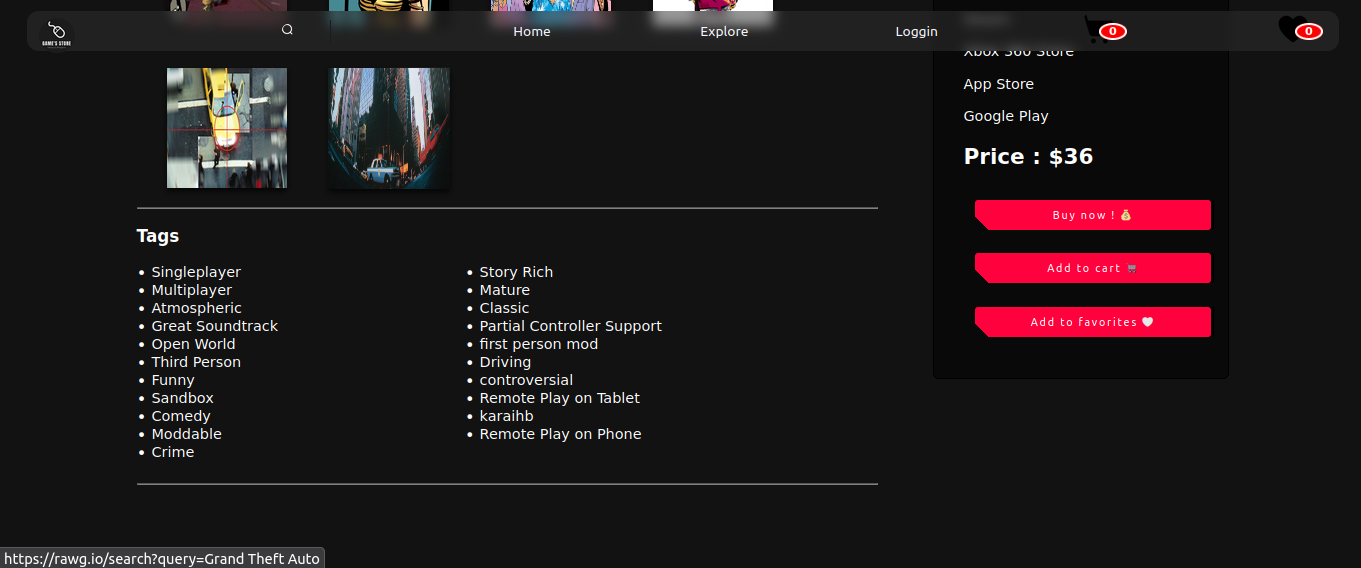 GAME'S STORE
Home
Explore
Loggin
0
0
Xbox 360 Store
App Store
Google Play
Price : $36
Buy now ! 💰
Add to cart 🛒
Add to favorites 🤍
Tags
• Singleplayer
• Multiplayer
• Atmospheric
• Great Soundtrack
• Open World
• Third Person
• Funny
• Sandbox
• Comedy
• Moddable
• Crime
• Story Rich
• Mature
• Classic
• Partial Controller Support
• first person mod
• Driving
• controversial
• Remote Play on Tablet
• karaihb
• Remote Play on Phone
https://rawg.io/search?query=Grand Theft Auto